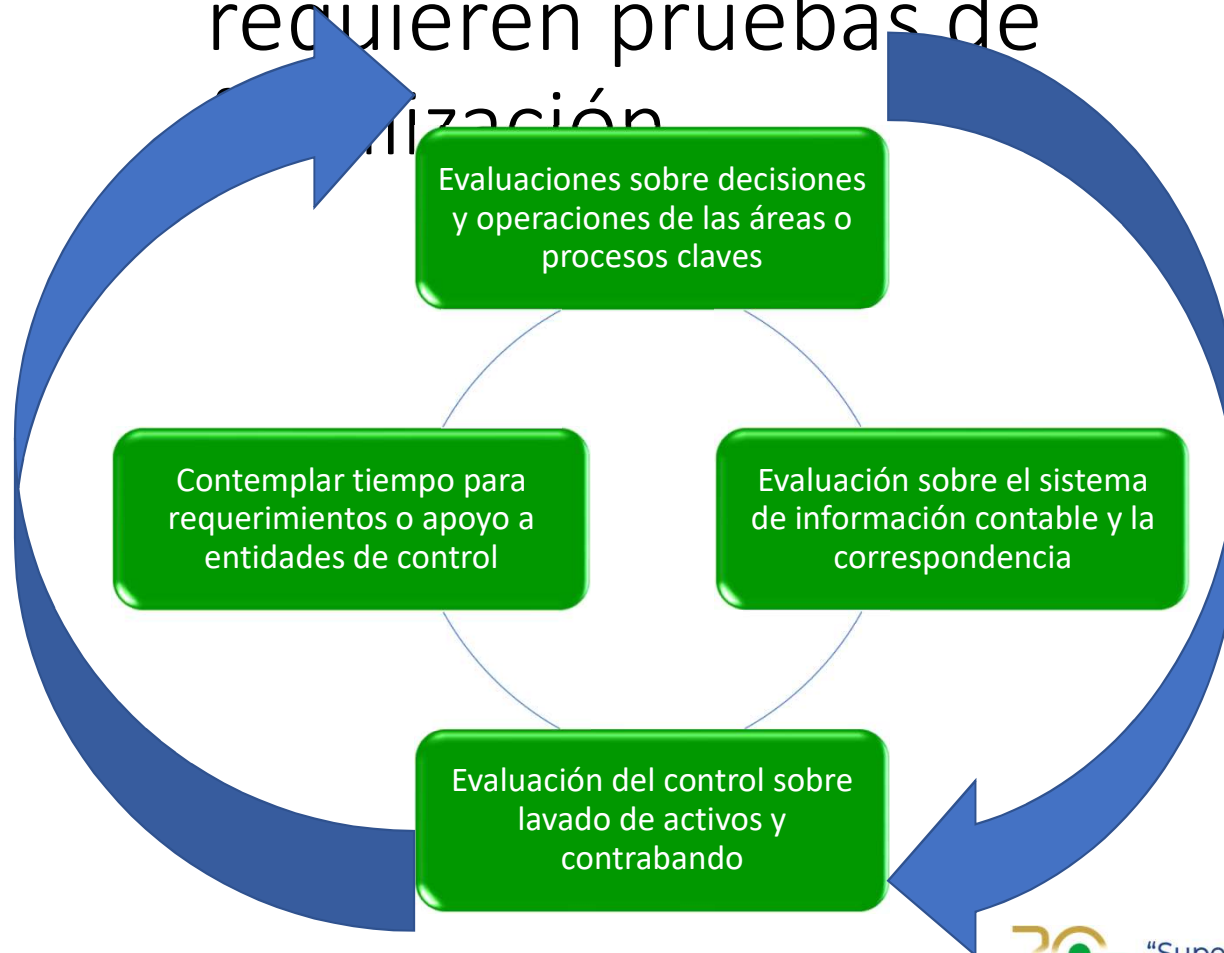 requieren pruebas de
Evaluaciones sobre decisiones
y operaciones de las áreas o
procesos claves
Contemplar tiempo para
requerimientos o apoyo a
entidades de control
Evaluación sobre el sistema
de información contable y la
correspondencia
Evaluación del control sobre
lavado de activos y
contrabando